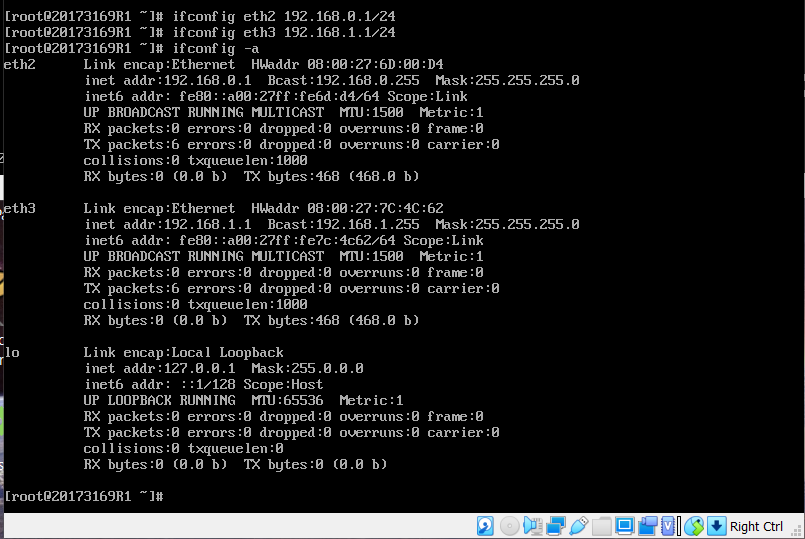 [root@20173169R1 ~]# ifconfig eth2 192.168.0.1/24
[root@20173169R1 ~]# ifconfig eth3 192.168.1.1/24
[root@20173169R1 ~]# ifconfig -a
eth2      Link encap:Ethernet  HWaddr 08:00:27:6D:00:D4
          inet addr:192.168.0.1  Bcast:192.168.0.255  Mask:255.255.255.0
          inet6 addr: fe80::a00:27ff:fe6d:d4/64 Scope:Link
          UP BROADCAST RUNNING MULTICAST  MTU:1500  Metric:1
          RX packets:0 errors:0 dropped:0 overruns:0 frame:0
          TX packets:6 errors:0 dropped:0 overruns:0 carrier:0
          collisions:0 txqueuelen:1000
          RX bytes:0 (0.0 b)  TX bytes:468 (468.0 b)
eth3      Link encap:Ethernet  HWaddr 08:00:27:7C:4C:62
          inet addr:192.168.1.1  Bcast:192.168.1.255  Mask:255.255.255.0
          inet6 addr: fe80::a00:27ff:fe7c:4c62/64 Scope:Link
          UP BROADCAST RUNNING MULTICAST  MTU:1500  Metric:1
          RX packets:0 errors:0 dropped:0 overruns:0 frame:0
          TX packets:6 errors:0 dropped:0 overruns:0 carrier:0
          collisions:0 txqueuelen:1000
          RX bytes:0 (0.0 b)  TX bytes:468 (468.0 b)
lo        Link encap:Local Loopback
          inet addr:127.0.0.1  Mask:255.0.0.0
          inet6 addr: ::1/128 Scope:Host
          UP LOOPBACK RUNNING  MTU:65536  Metric:1
          RX packets:0 errors:0 dropped:0 overruns:0 frame:0
          TX packets:0 errors:0 dropped:0 overruns:0 carrier:0
          collisions:0 txqueuelen:0
          RX bytes:0 (0.0 b)  TX bytes:0 (0.0 b)
[root@20173169R1 ~]#
Right Ctrl